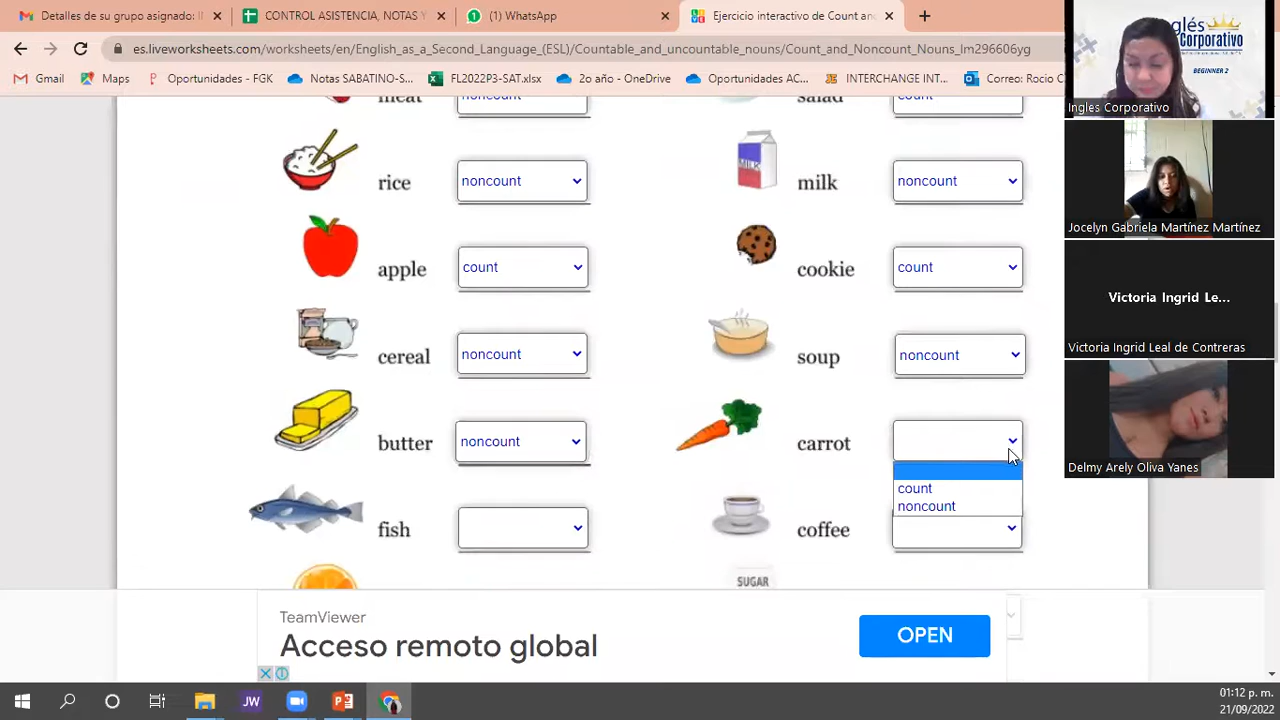 Detalles de su grupo asignado: II
CONTROL ASISTENCIA, NOTAS Y
(1) WhatsApp
Ejercicio interactivo de Count and
es.liveworksheets.com/worksheets/en/English_as_a_Second_Language_(ESL)/Countable_and_uncountable_nouns/Count_and_Noncount_Nouns_lm296606yg
Gmail
Maps
Oportunidades - FGK
Notas SABATINO-S...
FL2022P3-SAT.xlsx
2o año - OneDrive
Oportunidades AC...
INTERCHANGE INT...
Correo: Rocio C
Inglés
Corporativo
BEGINNER 2
Ingles Corporativo
Jocelyn Gabriela Martínez Martínez
Victoria Ingrid Le...
Victoria Ingrid Leal de Contreras
Delmy Arely Oliva Yanes
meat noncount salad count
rice noncount MILK milk noncount
apple count cookie count
cereal noncount soup noncount
butter noncount carrot
count
noncount
fish coffee
SUGAR
TeamViewer
Acceso remoto global
OPEN
JW
01:12 p. m.
21/09/2022